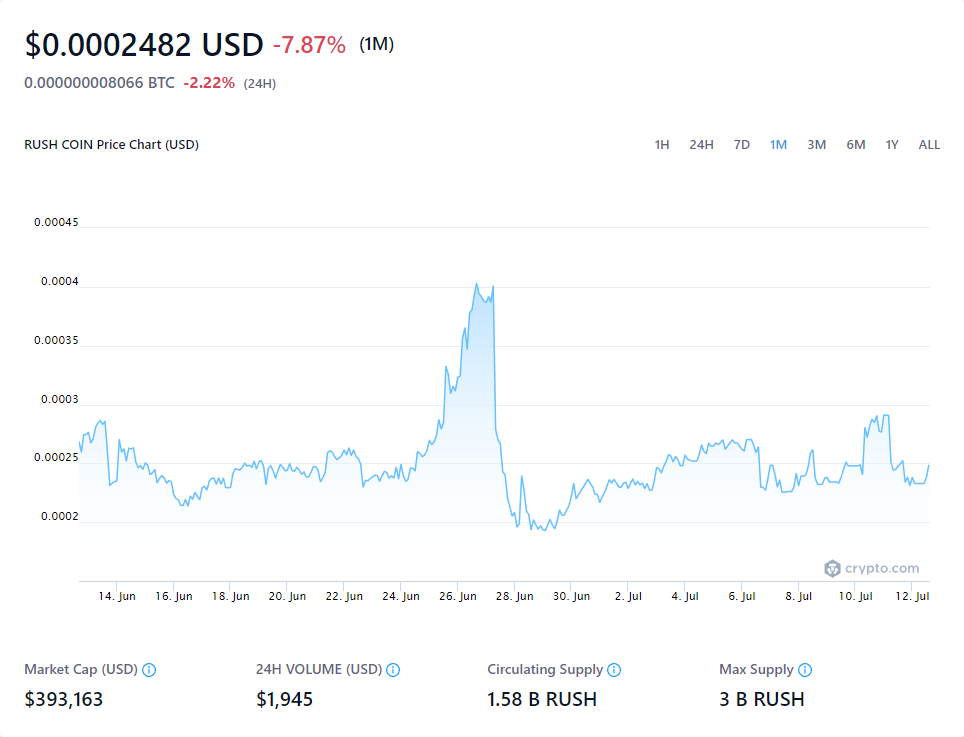 $0.0002482 USD -7.87% (1M)
0.000000008066 BTC -2.22% (24H)
RUSH COIN Price Chart (USD) 1H 24H 7D 1M 3M 6M 1Y ALL
0.00045
0.0004
0.00035
0.0003
0.00025
0.0002
crypto.com
14. Jun 16. Jun 18. Jun 20. Jun 22. Jun 24. Jun 26. Jun 28. Jun 30. Jun 2. Jul 4. Jul 6. Jul 8. Jul 10. Jul 12. Jul
Market Cap (USD) 24H VOLUME (USD) Circulating Supply Max Supply
$393,163 $1,945 1.58 B RUSH 3 B RUSH